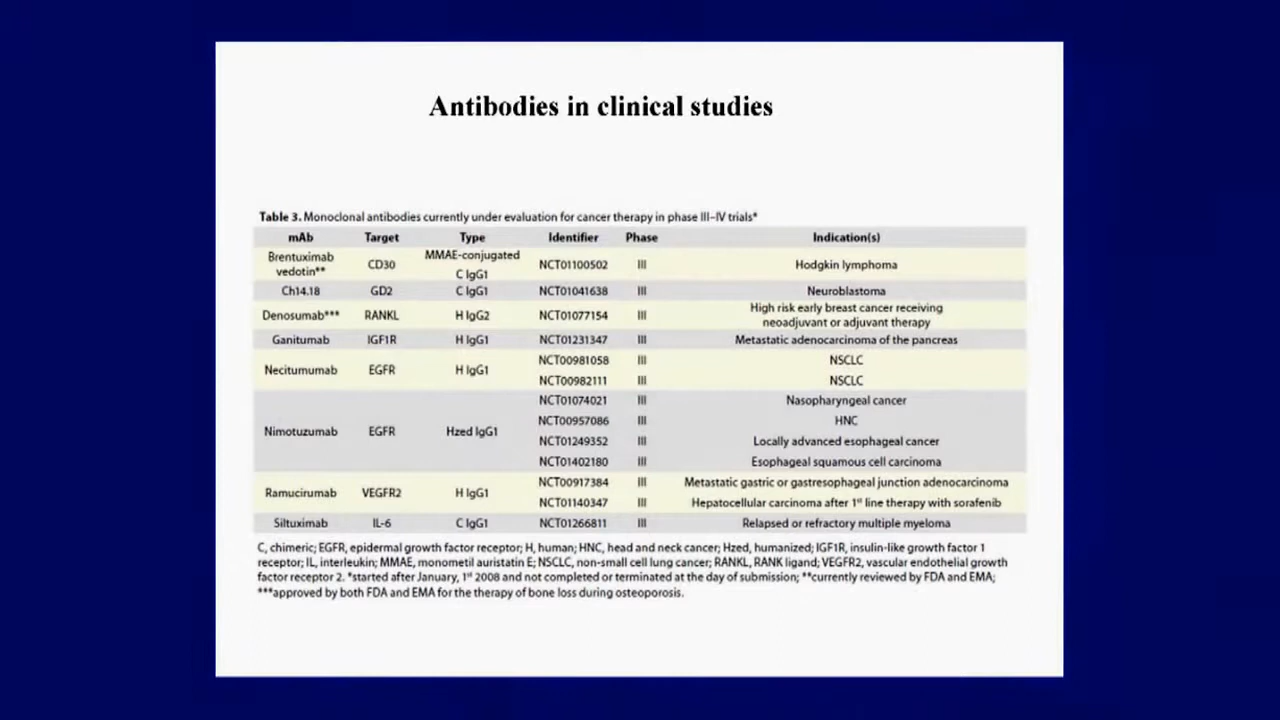 Antibodies in clinical studies
Table 3. Monoclonal antibodies currently under evaluation for cancer therapy in phase III–IV trials*
mAb Target Type Identifier Phase Indication(s)
Brentuximab vedotin** CD30 MMAE-conjugated C IgG1 NCT01100502 III Hodgkin lymphoma
Ch14.18 GD2 C IgG1 NCT01041638 III Neuroblastoma
Denosumab*** RANKL H IgG2 NCT01077154 III High risk early breast cancer receiving neoadjuvant or adjuvant therapy
Ganitumab IGF1R H IgG1 NCT01231347 III Metastatic adenocarcinoma of the pancreas
Necitumumab EGFR H IgG1 NCT00981058 III NSCLC
NCT00982111 III NSCLC
Nimotuzumab EGFR Hzed IgG1 NCT01074021 III Nasopharyngeal cancer
NCT00957086 III HNC
NCT01249352 III Locally advanced esophageal cancer
NCT01402180 III Esophageal squamous cell carcinoma
Ramucirumab VEGFR2 H IgG1 NCT00917384 III Metastatic gastric or gastresophageal junction adenocarcinoma
NCT01140347 III Hepatocellular carcinoma after 1st line therapy with sorafenib
Siltuximab IL-6 C IgG1 NCT01266811 III Relapsed or refractory multiple myeloma
C, chimeric; EGFR, epidermal growth factor receptor; H, human; HNC, head and neck cancer; Hzed, humanized; IGF1R, insulin-like growth factor 1
receptor; IL, interleukin; MMAE, monometil auristatin E; NSCLC, non-small cell lung cancer; RANKL, RANK ligand; VEGFR2, vascular endothelial growth
factor receptor 2. *started after January, 1st 2008 and not completed or terminated at the day of submission; **currently reviewed by FDA and EMA;
***approved by both FDA and EMA for the therapy of bone loss during osteoporosis.